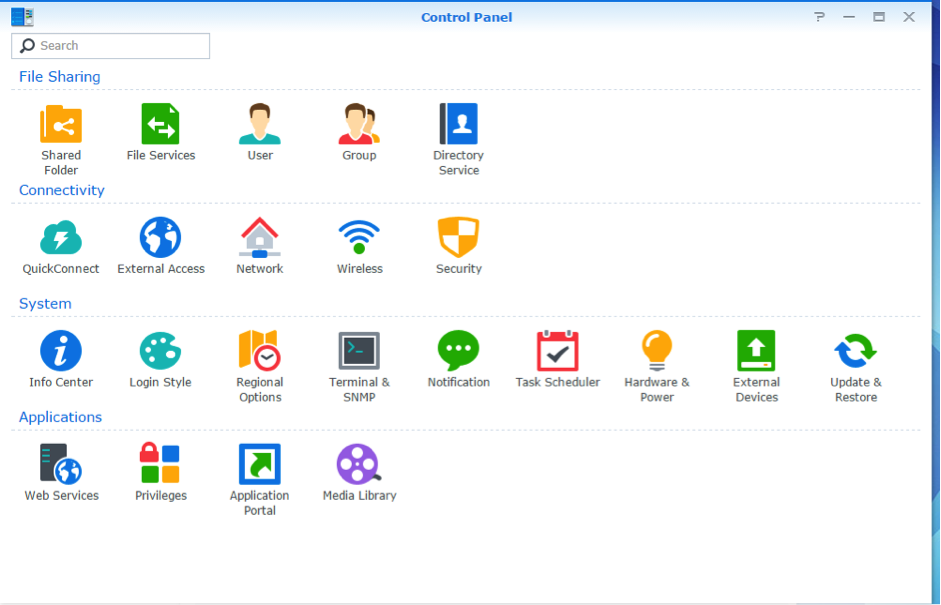 Control Panel
?
Search
File Sharing
Shared
Folder
File Services
User
Group
Directory
Service
Connectivity
QuickConnect
External Access
Network
Wireless
Security
System
Info Center
Login Style
Regional
Options
Terminal &
SNMP
Notification
Task Scheduler
Hardware &
Power
External
Devices
Update &
Restore
Applications
Web Services
Privileges
Application
Portal
Media Library